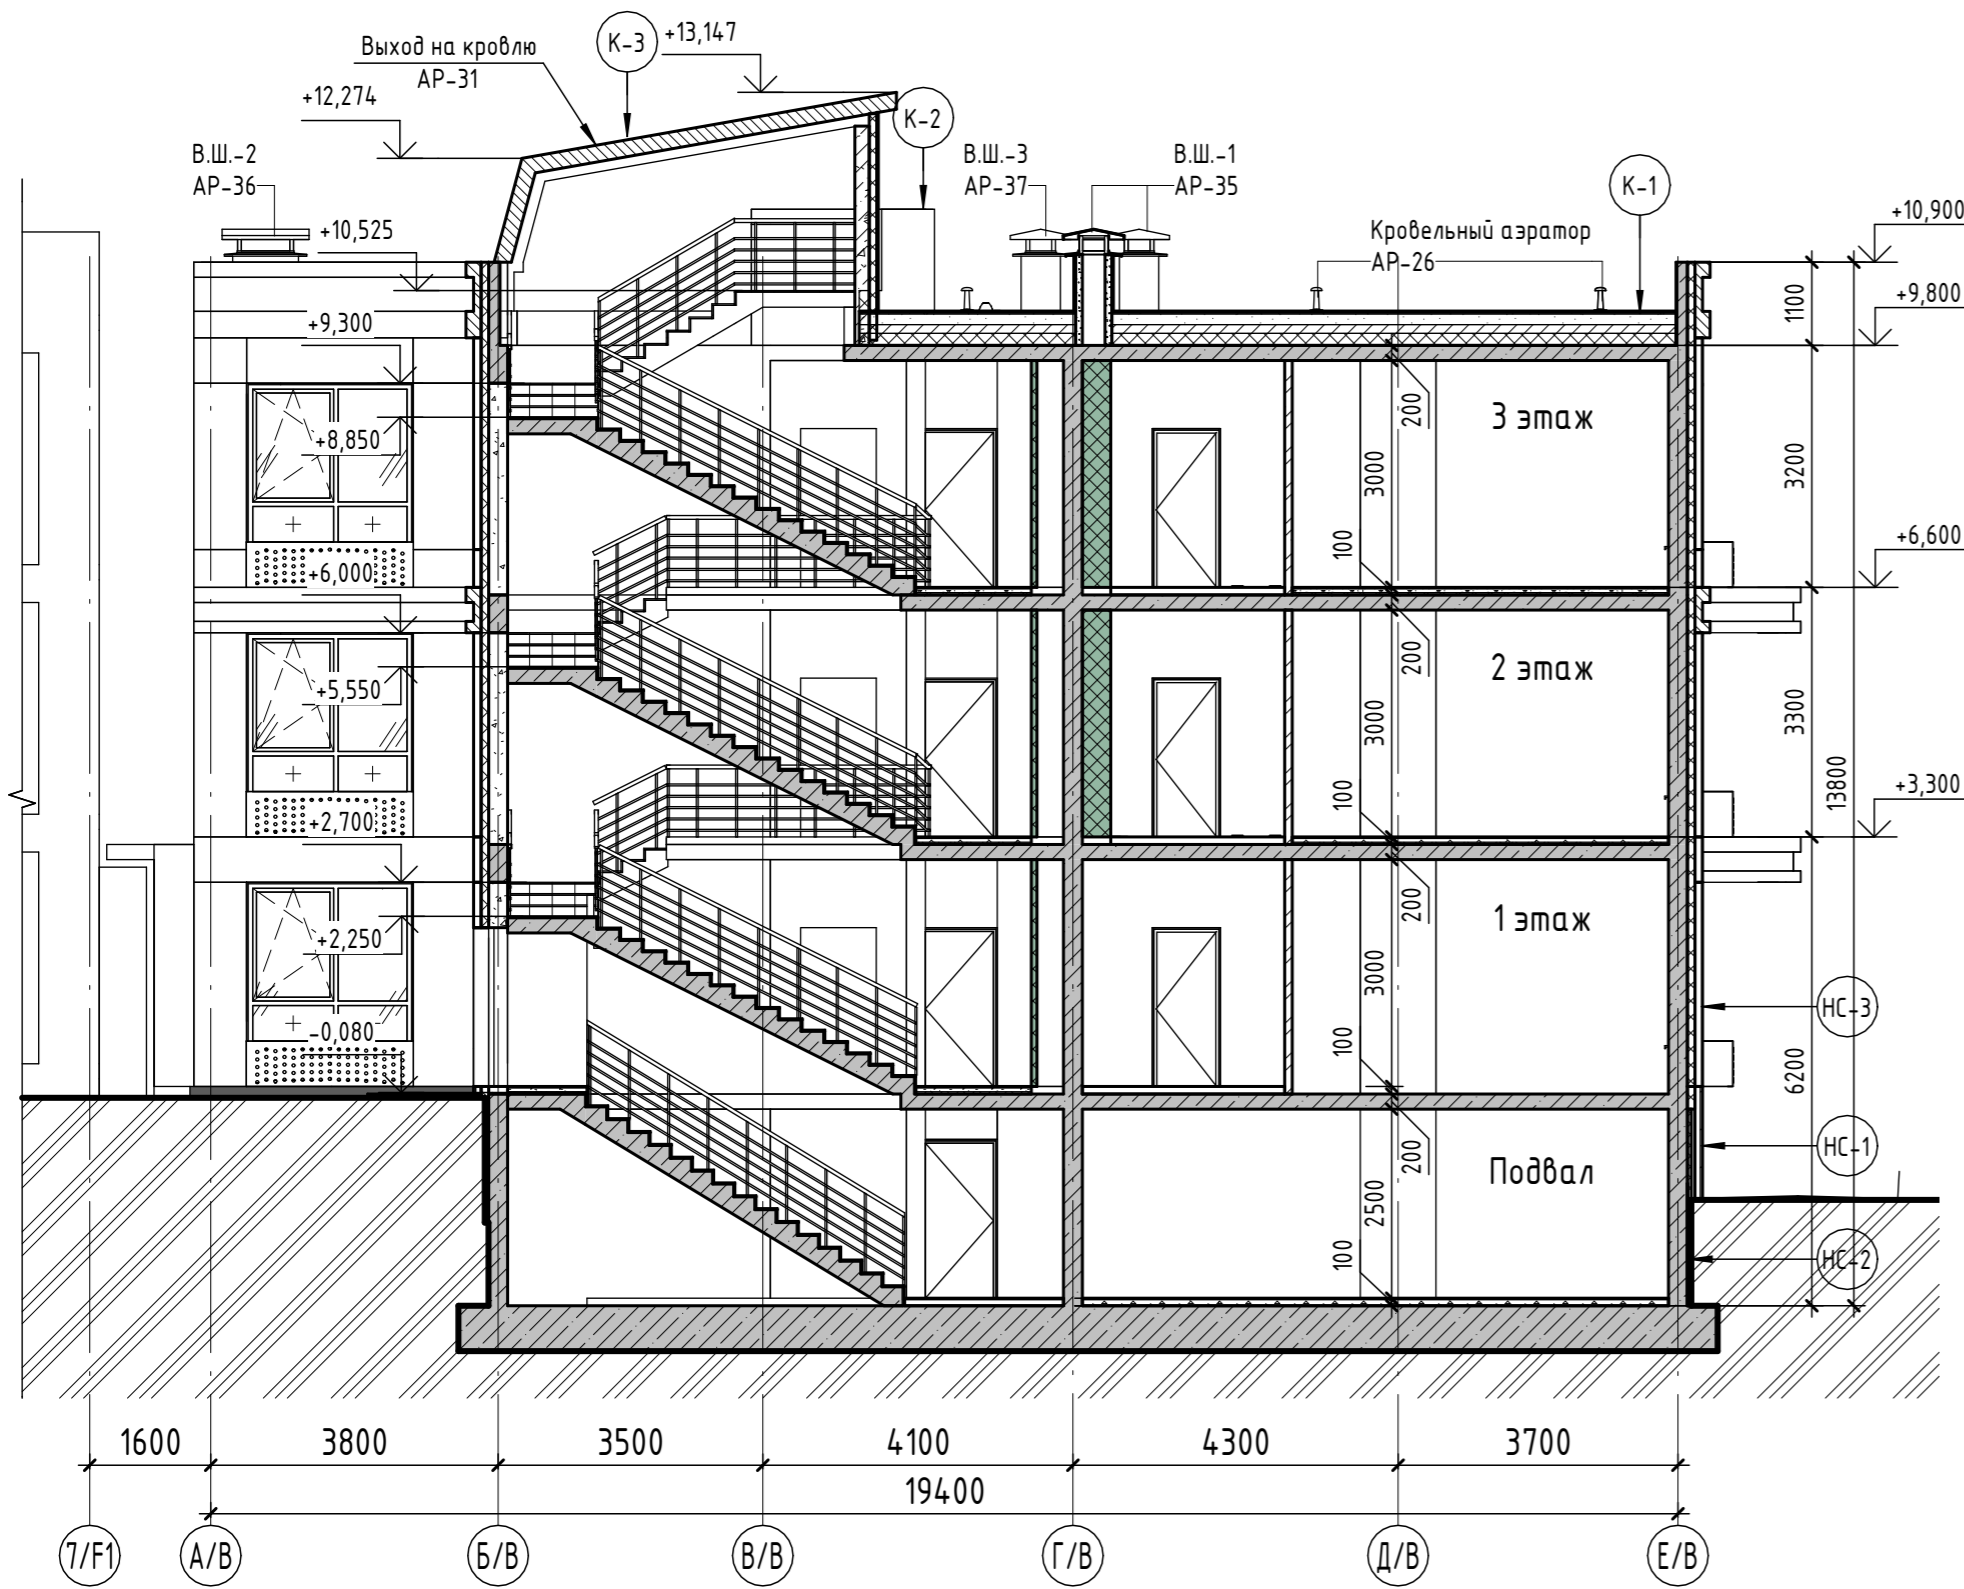 Выход на кровлю
АР-31
К-3
+13,147
+12,274
К-2
В.Ш.-2
АР-36
В.Ш.-3
АР-37
В.Ш.-1
АР-35
К-1
+10,525
Кровельный аэратор
АР-26
+10,900
+9,800
1100
+9,300
+8,850
200
3 этаж
3000
3200
100
+6,600
+6,000
200
2 этаж
+5,550
3000
3300
13800
100
+3,300
+2,700
200
1 этаж
+2,250
3000
НС-3
-0,080
100
6200
НС-1
200
Подвал
2500
100
НС-2
1600
3800
3500
4100
4300
3700
19400
7/F1
А/В
Б/В
В/В
Г/В
Д/В
Е/В